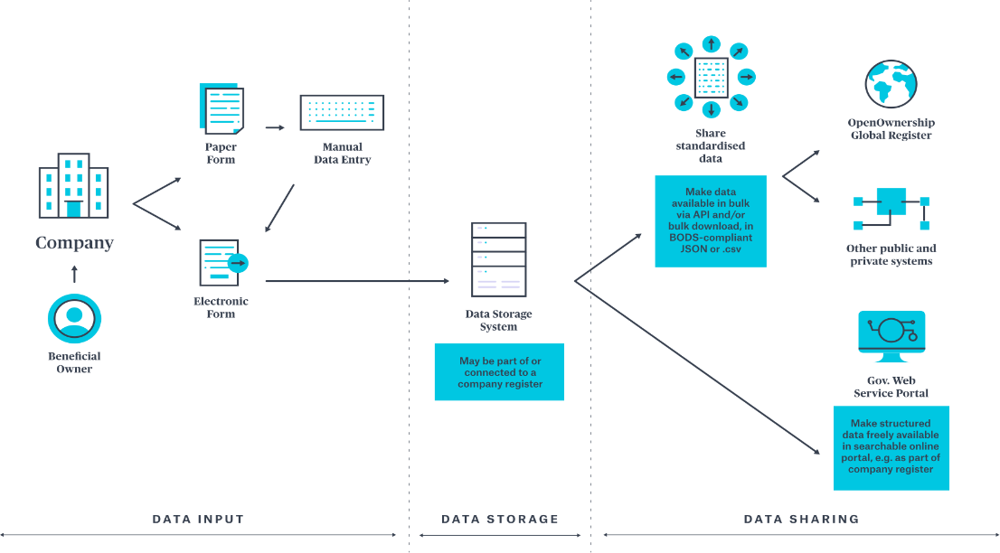 Paper
Form
Manual
Data Entry
Company
Beneficial
Owner
Electronic
Form
Data Storage
System
May be part of or
connected to a
company register
Share
standardised
data
Make data
available in bulk
via API and/or
bulk download, in
BODS-compliant
JSON or .csv
OpenOwnership
Global Register
Other public and
private systems
Gov. Web
Service Portal
Make structured
data freely available
in searchable online
portal, e.g. as part of
company register
DATA INPUT
DATA STORAGE
DATA SHARING